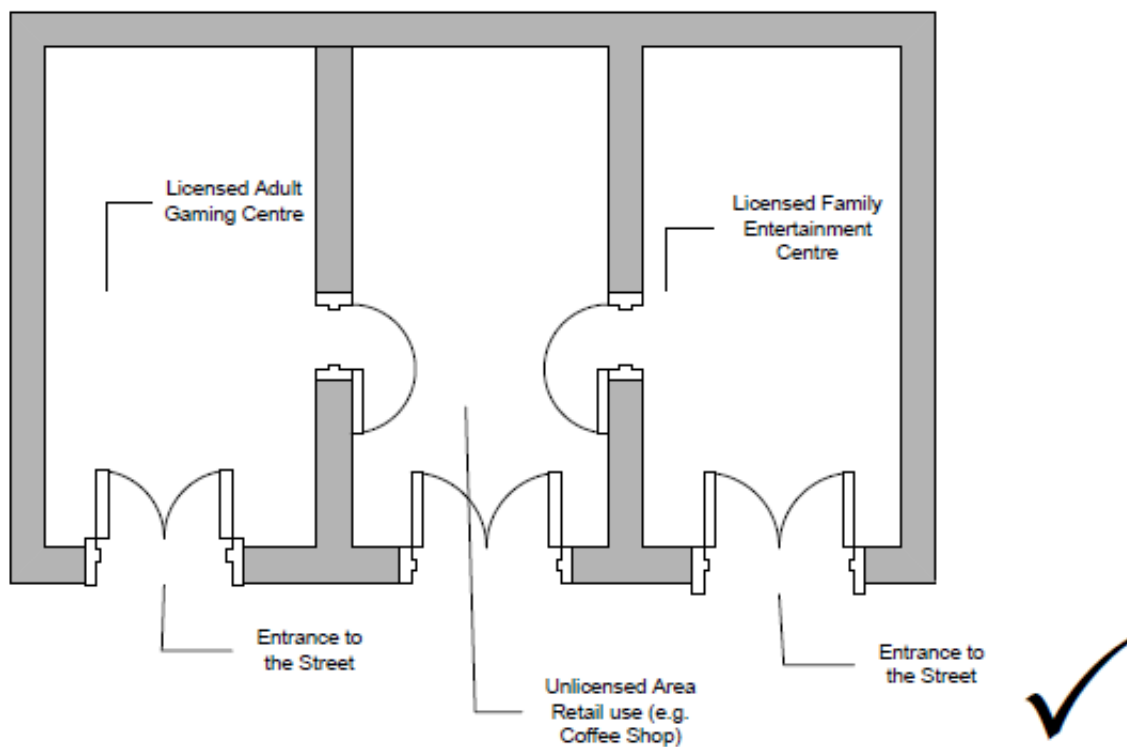 Licensed Adult
Gaming Centre
Licensed Family
Entertainment
Centre
Entrance to
the Street
Unlicensed Area
Retail use (e.g.
Coffee Shop)
Entrance to
the Street